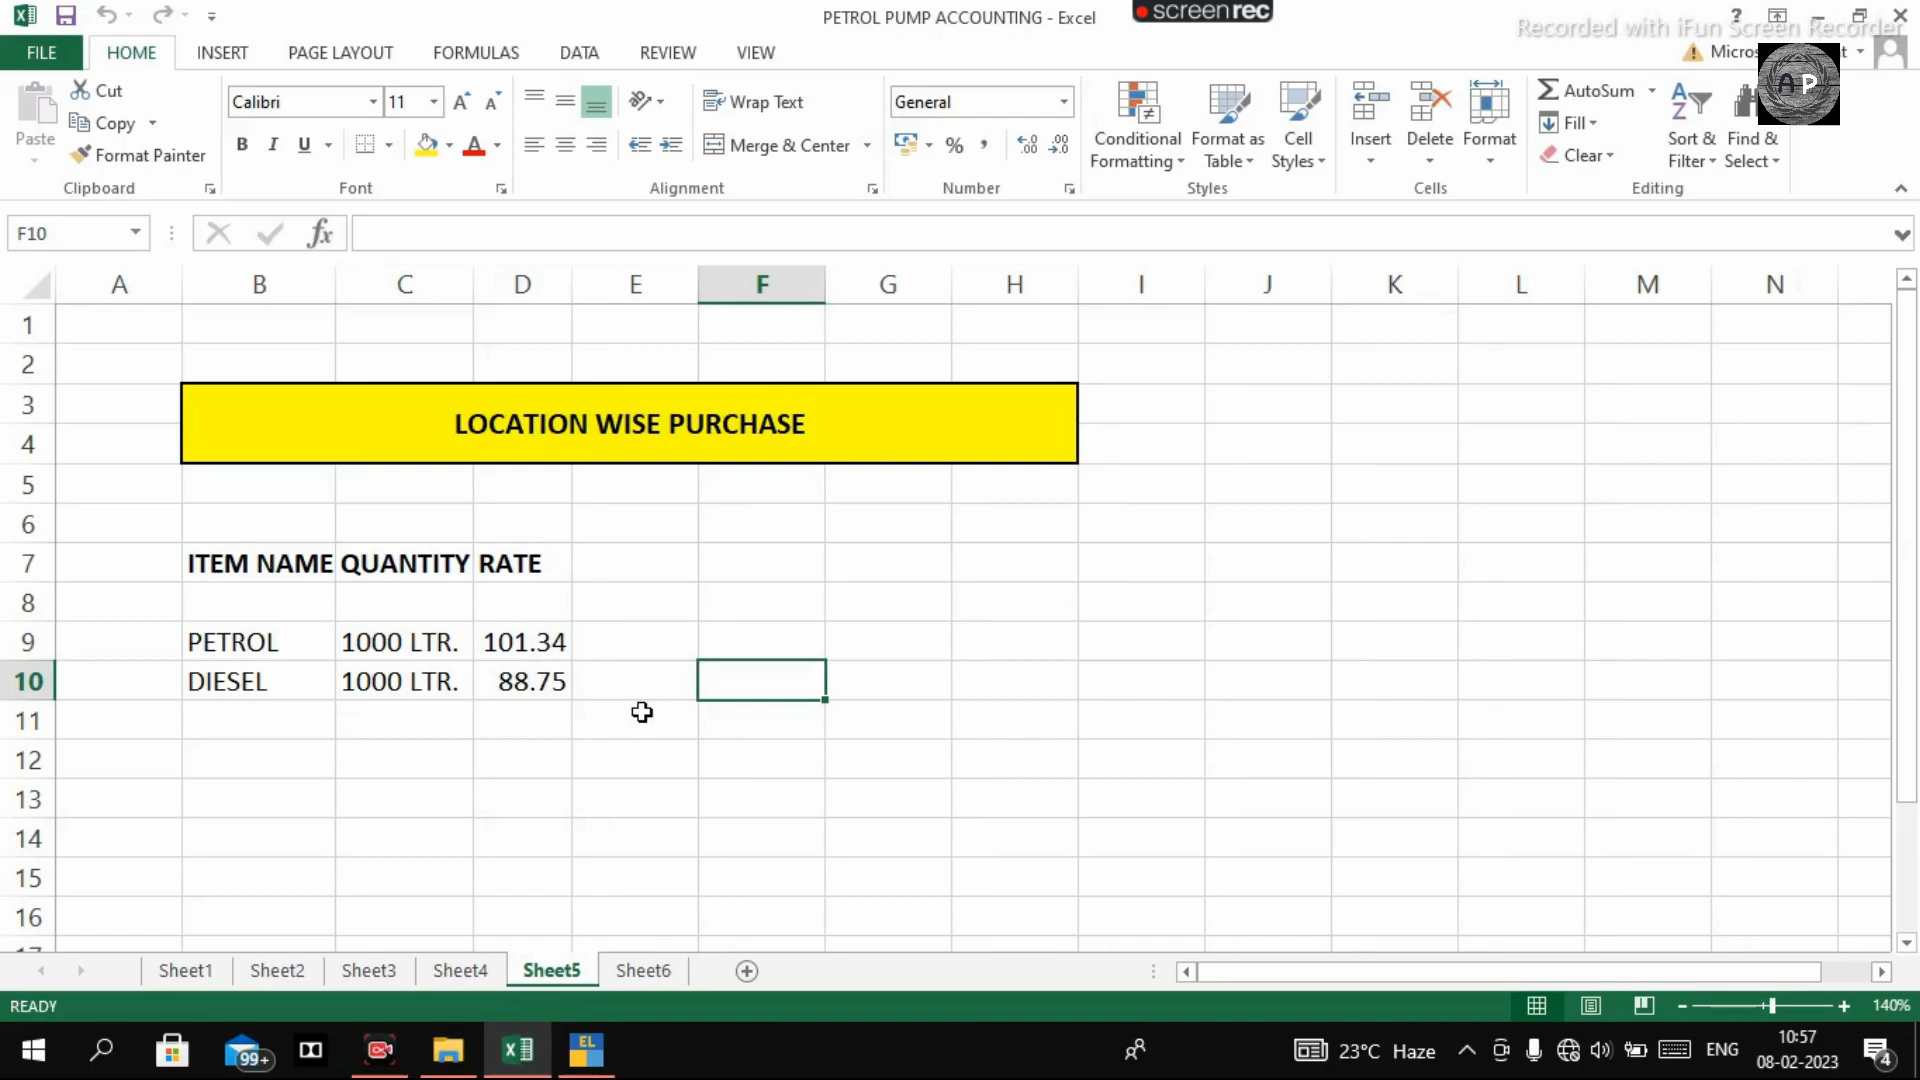 PETROL PUMP ACCOUNTING - Excel
screen rec
?
Recorded with iFun Screen Recorder
FILE HOME INSERT PAGE LAYOUT FORMULAS DATA REVIEW VIEW
AP
Paste
Cut
Copy
Format Painter
Clipboard
Calibri 11
B I U
Font
Wrap Text
Merge & Center
Alignment
General
%
Number
Conditional Formatting
Format as Table
Cell Styles
Styles
Insert
Delete
Format
Cells
AutoSum
Fill
Clear
Sort & Filter
Find & Select
Editing
F10
fx
A B C D E F G H I J K L M N
1
2
3
LOCATION WISE PURCHASE
4
5
6
7 ITEM NAME QUANTITY RATE
8
9 PETROL 1000 LTR. 101.34
10 DIESEL 1000 LTR. 88.75
11
12
13
14
15
16
Sheet1 Sheet2 Sheet3 Sheet4 Sheet5 Sheet6
READY
140%
99+
EL
23°C Haze
ENG
10:57
08-02-2023
4